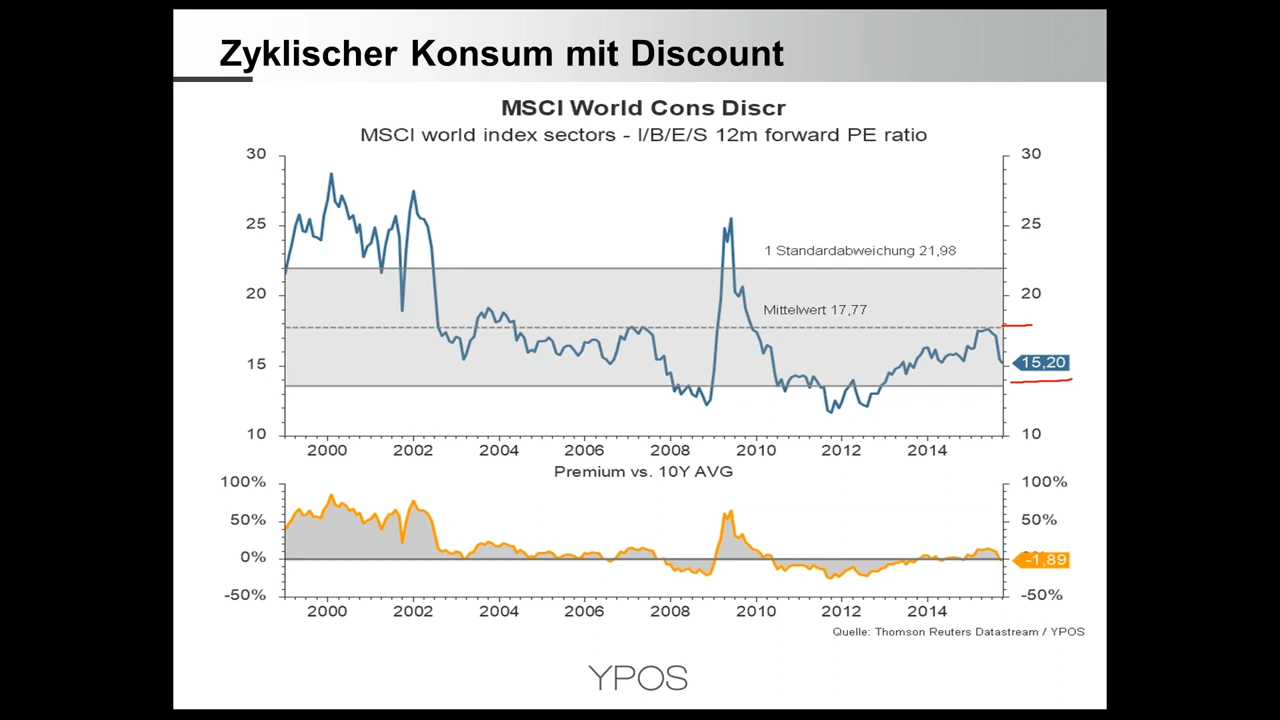 Zyklischer Konsum mit Discount
MSCI World Cons Discr
MSCI world index sectors - I/B/E/S 12m forward PE ratio
30 30
25 25
1 Standardabweichung 21,98
20 20
Mittelwert 17,77
15 15,20
10 10
2000 2002 2004 2006 2008 2010 2012 2014
Premium vs. 10Y AVG
100% 100%
50% 50%
0% -1,89
-50% -50%
2000 2002 2004 2006 2008 2010 2012 2014
Quelle: Thomson Reuters Datastream / YPOS
YPOS